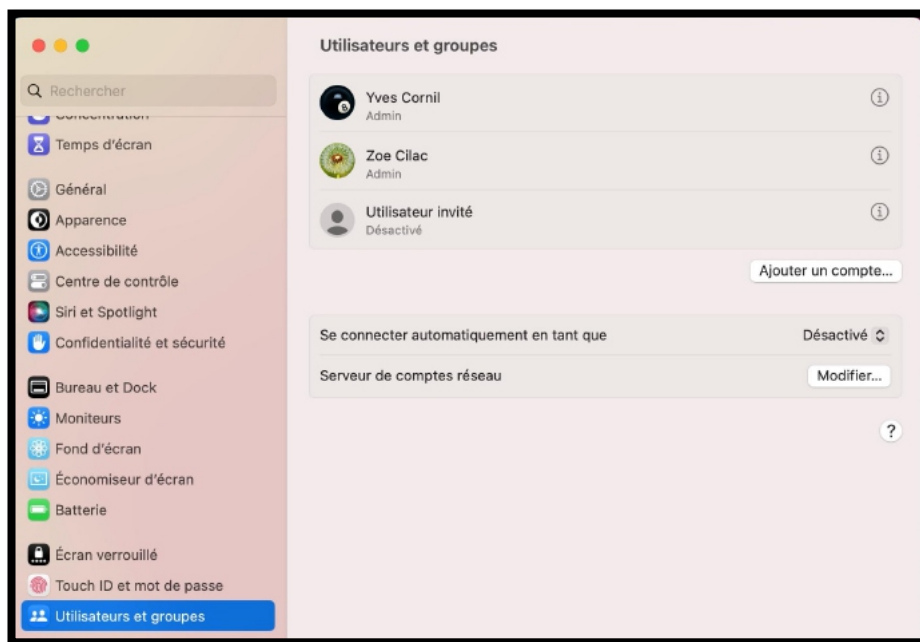 Rechercher
Concentration
Temps d'écran
Général
Apparence
Accessibilité
Centre de contrôle
Siri et Spotlight
Confidentialité et sécurité
Bureau et Dock
Moniteurs
Fond d'écran
Économiseur d'écran
Batterie
Écran verrouillé
Touch ID et mot de passe
Utilisateurs et groupes
Utilisateurs et groupes
Yves Cornil
Admin
Zoe Cilac
Admin
Utilisateur invité
Désactivé
Ajouter un compte...
Se connecter automatiquement en tant que Désactivé
Serveur de comptes réseau Modifier...
?